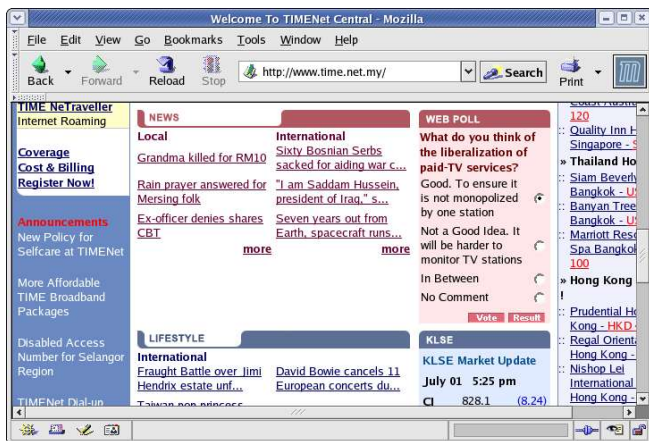 Welcome To TIMENet Central - Mozilla
File Edit View Go Bookmarks Tools Window Help
Back Forward Reload Stop http://www.time.net.my/ Search Print
TIME NeTraveller
Internet Roaming
Coverage
Cost & Billing
Register Now!
Announcements
New Policy for
Selfcare at TIMENet
More Affordable
TIME Broadband
Packages
Disabled Access
Number for Selangor
Region
TIMENet Dial-up
NEWS
Local
Grandma killed for RM10
Rain prayer answered for
Mersing folk
Ex-officer denies shares
CBT
more
International
Sixty Bosnian Serbs
sacked for aiding war c...
"I am Saddam Hussein,
president of Iraq," s...
Seven years out from
Earth, spacecraft runs...
more
LIFESTYLE
International
Fraught Battle over Jimi
Hendrix estate unf...
Taiwan pop princess
David Bowie cancels 11
European concerts du...
WEB POLL
What do you think of
the liberalization of
paid-TV services?
Good. To ensure it
is not monopolized
by one station
Not a Good Idea. It
will be harder to
monitor TV stations
In Between
No Comment
Vote Result
KLSE
KLSE Market Update
July 01 5:25 pm
CI 828.1 (8.24)
120
:: Quality Inn H
Singapore - S
» Thailand Ho
:: Siam Beverly
Bangkok - U
:: Banyan Tree
Bangkok - U
:: Marriott Reso
Spa Bangkok
100
» Hong Kong
!
:: Prudential Ho
Kong - HKD
:: Regal Orienta
Hong Kong -
:: Nishop Lei
International
Hong Kong -